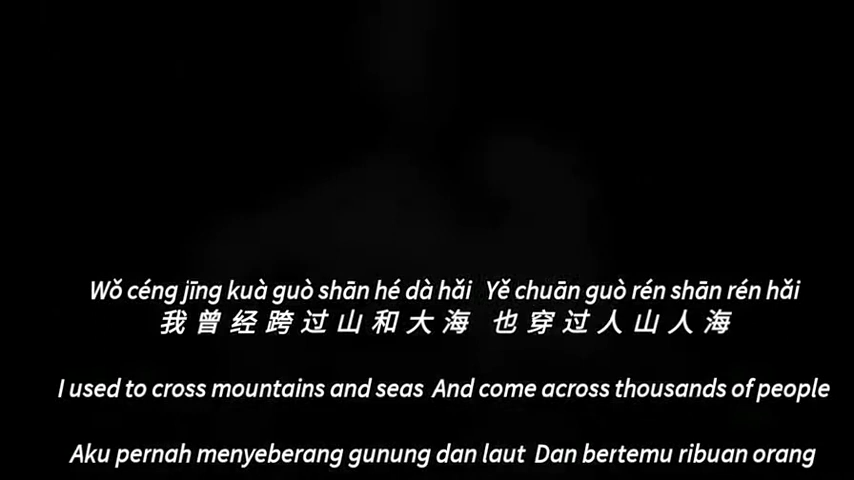 Wǒ céng jīng kuà guò shān hé dà hǎi  Yě chuān guò rén shān rén hǎi
我曾经跨过山和大海  也穿过人山人海
I used to cross mountains and seas  And come across thousands of people
Aku pernah menyeberang gunung dan laut  Dan bertemu ribuan orang